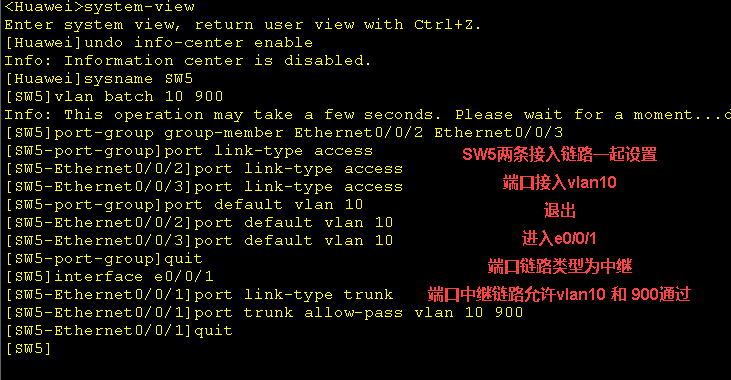 <Huawei>system-view
Enter system view, return user view with Ctrl+Z.
[Huawei]undo info-center enable
Info: Information center is disabled.
[Huawei]sysname SW5
[SW5]vlan batch 10 900
Info: This operation may take a few seconds. Please wait for a moment...d
[SW5]port-group group-member Ethernet0/0/2 Ethernet0/0/3
[SW5-port-group]port link-type access SW5两条接入链路一起设置
[SW5-Ethernet0/0/2]port link-type access
[SW5-Ethernet0/0/3]port link-type access 端口接入vlan10
[SW5-port-group]port default vlan 10 退出
[SW5-Ethernet0/0/2]port default vlan 10
[SW5-Ethernet0/0/3]port default vlan 10 进入e0/0/1
[SW5-port-group]quit 端口链路类型为中继
[SW5]interface e0/0/1
[SW5-Ethernet0/0/1]port link-type trunk 端口中继链路允许vlan10 和 900通过
[SW5-Ethernet0/0/1]port trunk allow-pass vlan 10 900
[SW5-Ethernet0/0/1]quit
[SW5]